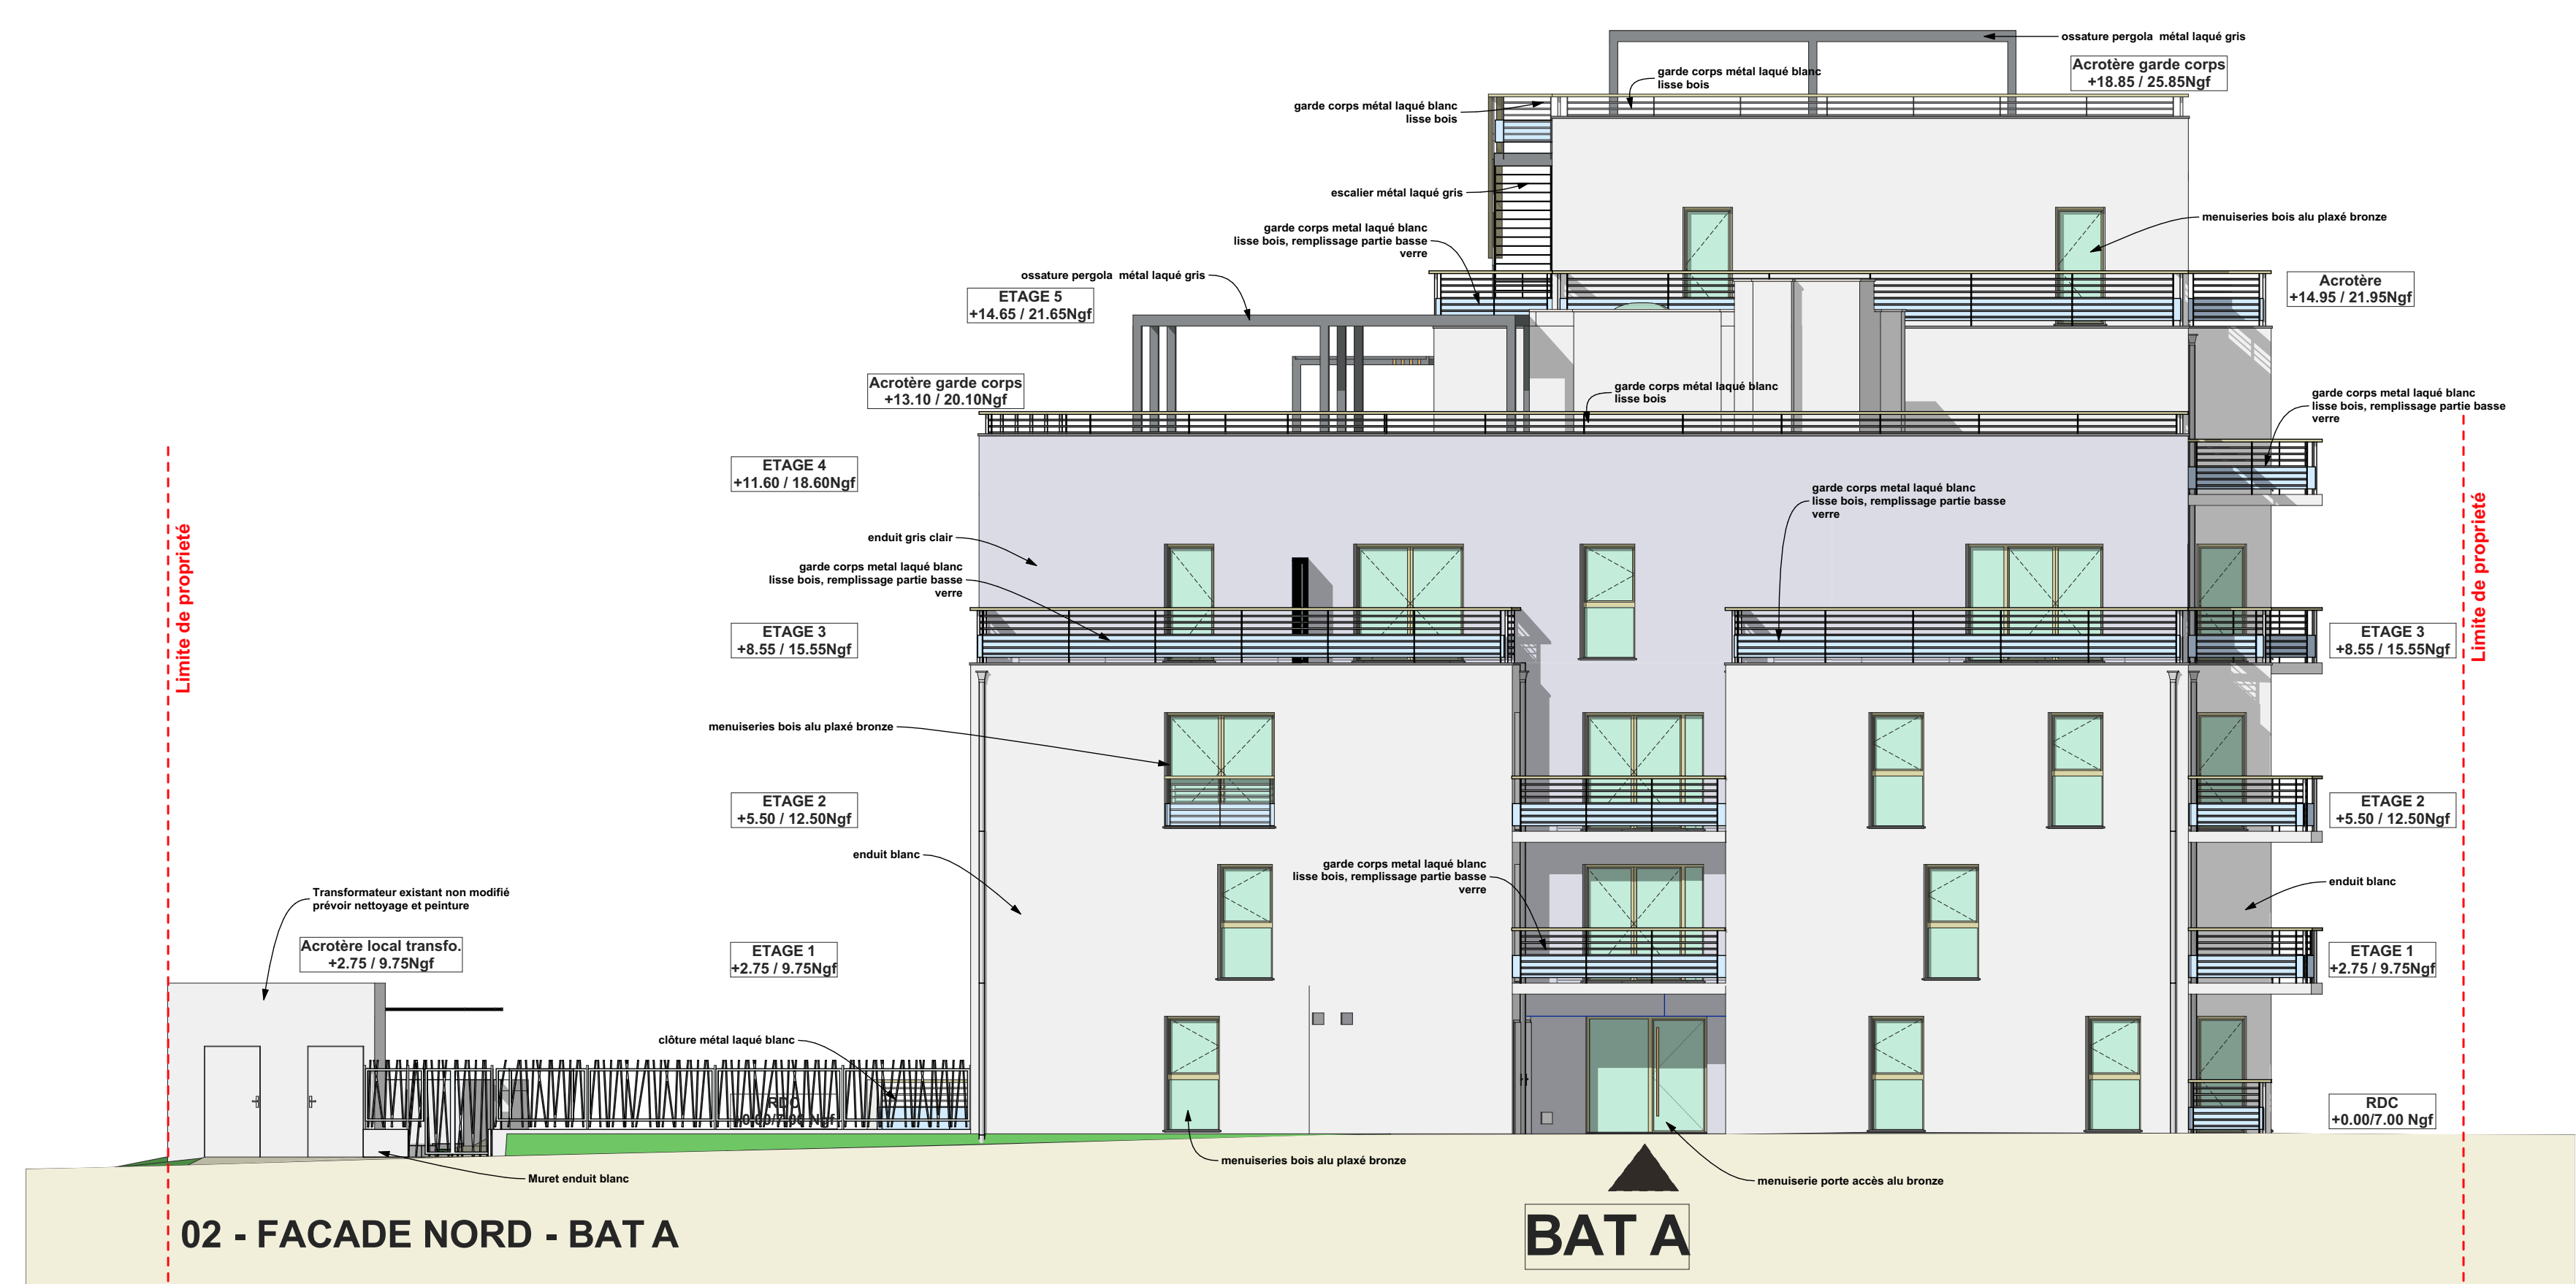 ossature pergola métal laqué gris
Acrotère garde corps
+18.85 / 25.85Ngf
garde corps métal laqué blanc
lisse bois
garde corps métal laqué blanc
lisse bois
escalier métal laqué gris
menuiseries bois alu plaxé bronze
garde corps metal laqué blanc
lisse bois, remplissage partie basse
verre
ossature pergola métal laqué gris
ETAGE 5
+14.65 / 21.65Ngf
Acrotère
+14.95 / 21.95Ngf
Acrotère garde corps
+13.10 / 20.10Ngf
garde corps métal laqué blanc
lisse bois
garde corps metal laqué blanc
lisse bois, remplissage partie basse
verre
ETAGE 4
+11.60 / 18.60Ngf
garde corps metal laqué blanc
lisse bois, remplissage partie basse
verre
Limite de proprieté
Limite de proprieté
enduit gris clair
garde corps metal laqué blanc
lisse bois, remplissage partie basse
verre
ETAGE 3
+8.55 / 15.55Ngf
ETAGE 3
+8.55 / 15.55Ngf
menuiseries bois alu plaxé bronze
ETAGE 2
+5.50 / 12.50Ngf
ETAGE 2
+5.50 / 12.50Ngf
enduit blanc
garde corps metal laqué blanc
lisse bois, remplissage partie basse
verre
enduit blanc
Transformateur existant non modifié
prévoir nettoyage et peinture
Acrotère local transfo.
+2.75 / 9.75Ngf
ETAGE 1
+2.75 / 9.75Ngf
ETAGE 1
+2.75 / 9.75Ngf
clôture métal laqué blanc
RDC
+0.00/7.00 Ngf
RDC
+0.00/7.00 Ngf
menuiseries bois alu plaxé bronze
Muret enduit blanc
menuiserie porte accès alu bronze
02 - FACADE NORD - BAT A
BAT A